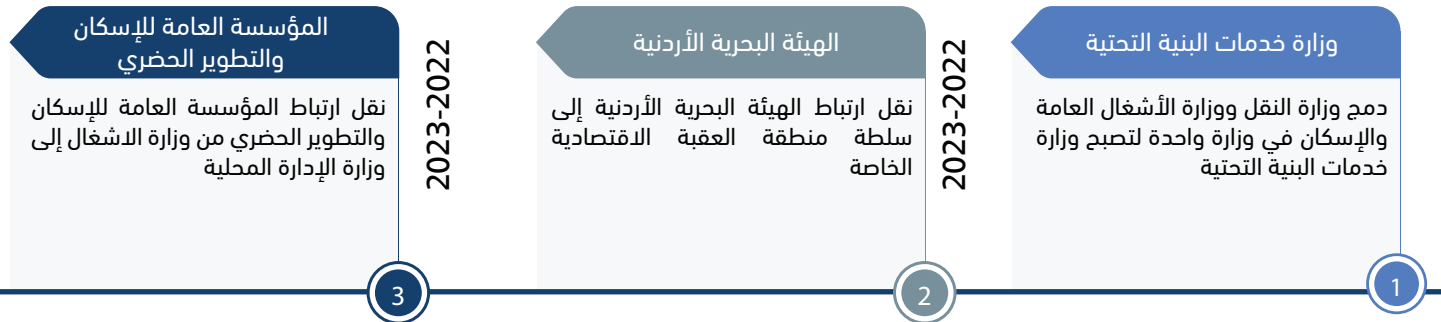 وزارة خدمات البنية التحتية
دمج وزارة النقل ووزارة الأشغال العامة
والإسكان في وزارة واحدة لتصبح وزارة
خدمات البنية التحتية
1
2023-2022
الهيئة البحرية الأردنية
نقل ارتباط الهيئة البحرية الأردنية إلى
سلطة منطقة العقبة الاقتصادية
الخاصة
2
2023-2022
المؤسسة العامة للإسكان
والتطوير الحضري
نقل ارتباط المؤسسة العامة للإسكان
والتطوير الحضري من وزارة الاشغال إلى
وزارة الإدارة المحلية
3